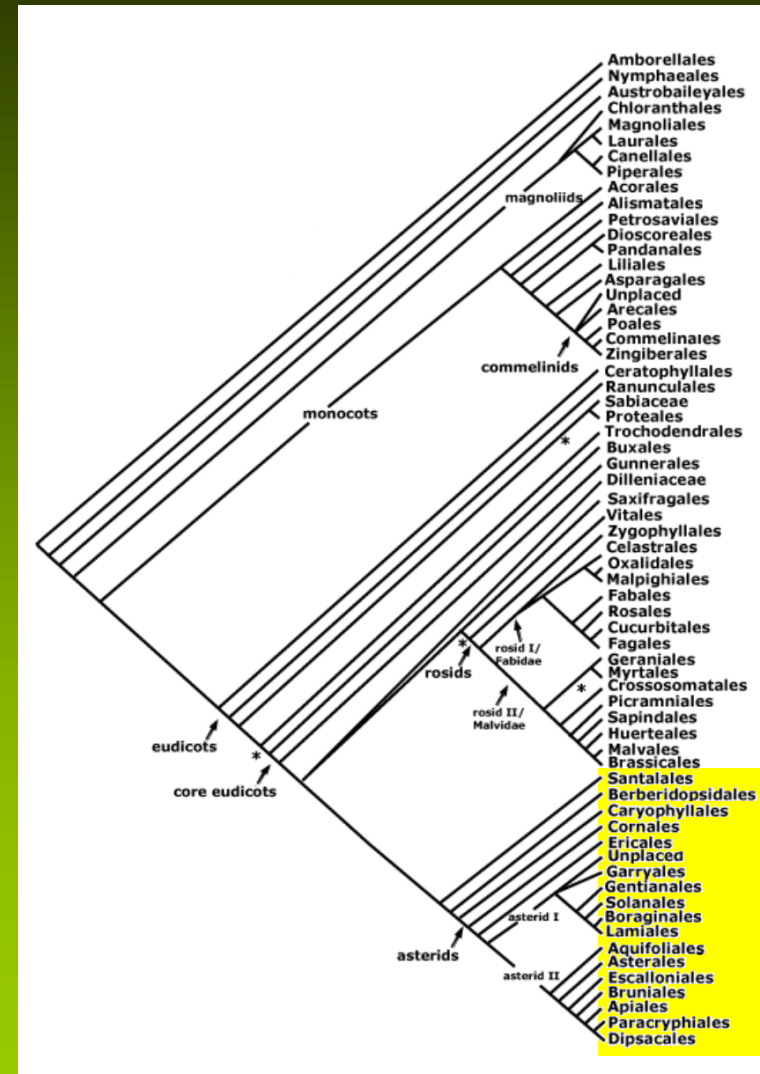 Amborellales
Nymphaeales
Austrobaileyales
Chloranthales
Magnoliales
Laurales
Canellales
Piperales
magnoliids
Acorales
Alismatales
Petrosaviales
Dioscoreales
Pandanales
Liliales
Asparagales
Unplaced
Arecales
Poales
Commelinales
Zingiberales
commelinids
Ceratophyllales
Ranunculales
Sabiaceae
monocots
Proteales
Trochodendrales
*
Buxales
Gunnerales
Dilleniaceae
Saxifragales
Vitales
Zygophyllales
Celastrales
Oxalidales
Malpighiales
Fabales
Rosales
Cucurbitales
Fagales
*
rosid I/
Fabidae
rosids
Geraniales
Myrtales
*
Crossosomatales
Picramniales
rosid II/
Malvidae
Sapindales
Huerteales
Malvales
Brassicales
eudicots
*
core eudicots
Santalales
Berberidopsidales
Caryophyllales
Cornales
Ericales
Unplaced
Garryales
Gentianales
Solanales
asterid I
Boraginales
Lamiales
asterids
Aquifoliales
Asterales
asterid II
Escalloniales
Bruniales
Apiales
Paracryphiales
Dipsacales